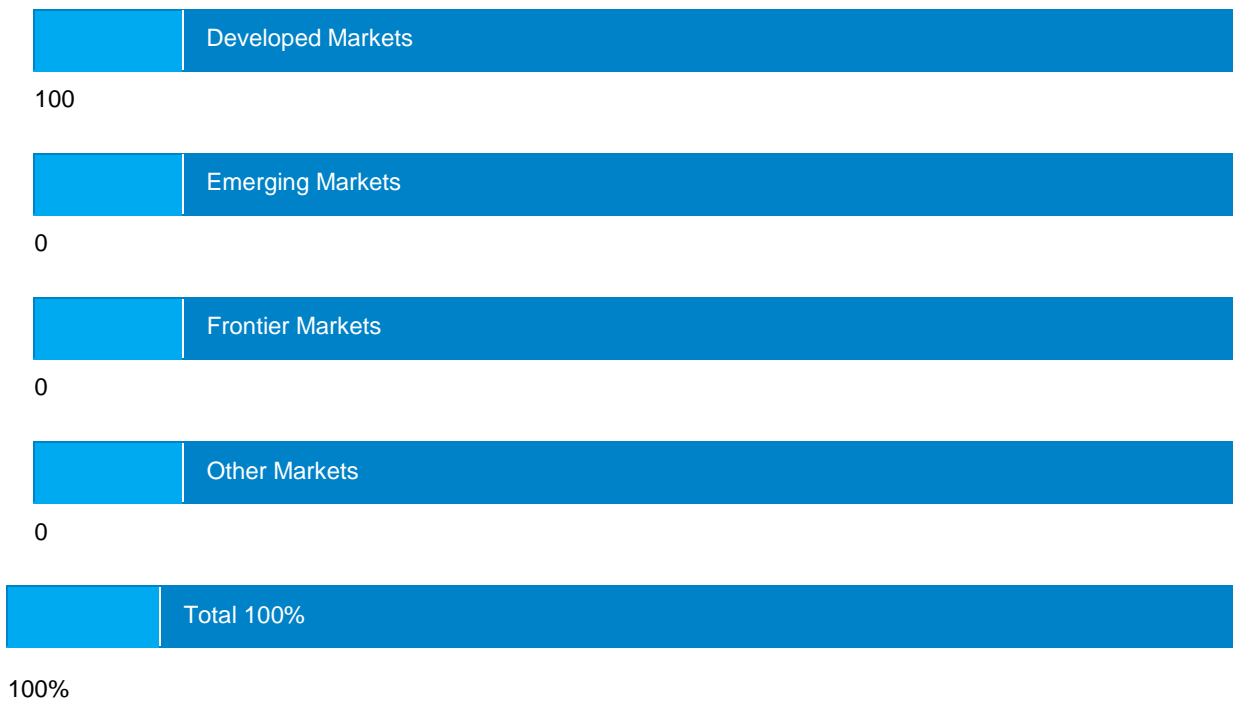 Developed Markets
100
Emerging Markets
0
Frontier Markets
0
Other Markets
0
Total 100%
100%